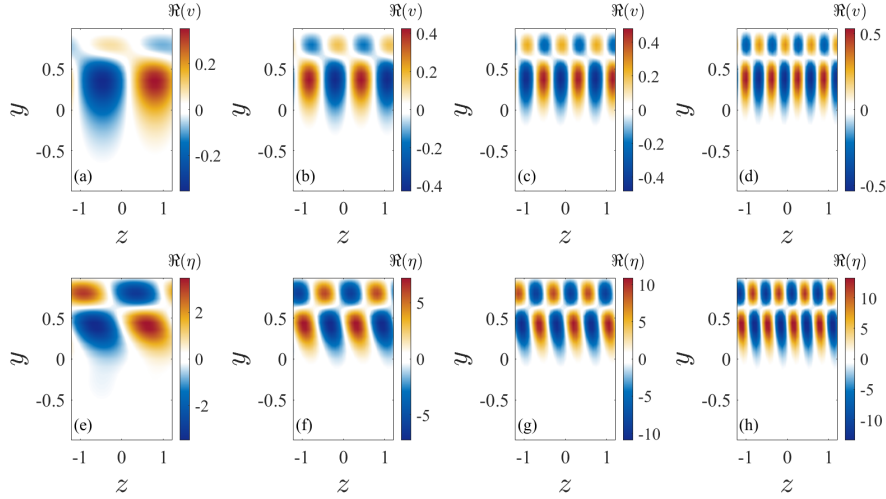 ℜ(v) ℜ(v) ℜ(v) ℜ(v)
y 0.5 0 -0.5 (a) -1 0 1 z 0.2 0 -0.2
y 0.5 0 -0.5 (b) -1 0 1 z 0.4 0.2 0 -0.2 -0.4
y 0.5 0 -0.5 (c) -1 0 1 z 0.4 0.2 0 -0.2 -0.4
y 0.5 0 -0.5 (d) -1 0 1 z 0.5 0 -0.5
ℜ(η) ℜ(η) ℜ(η) ℜ(η)
y 0.5 0 -0.5 (e) -1 0 1 z 2 0 -2
y 0.5 0 -0.5 (f) -1 0 1 z 5 0 -5
y 0.5 0 -0.5 (g) -1 0 1 z 10 5 0 -5 -10
y 0.5 0 -0.5 (h) -1 0 1 z 10 5 0 -5 -10